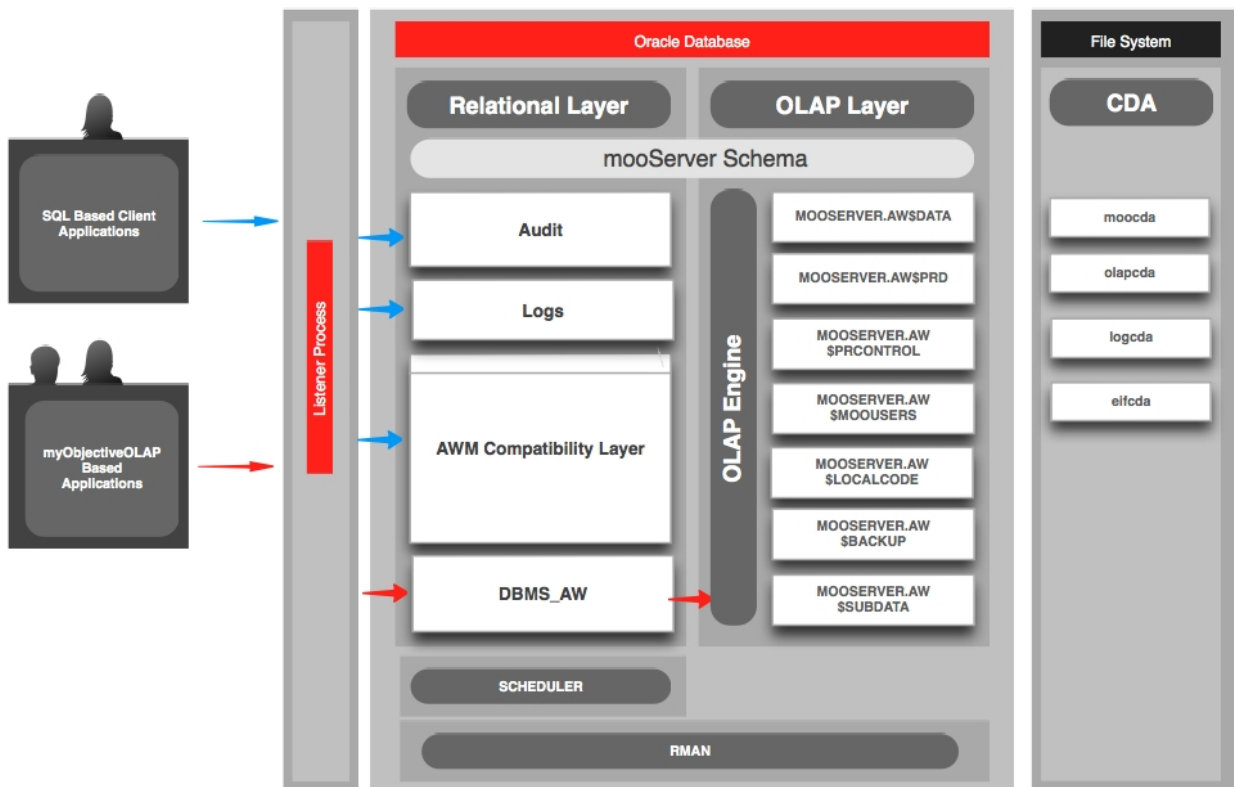 Oracle Database
File System
Relational Layer
OLAP Layer
CDA
mooServer Schema
SQL Based Client
Applications
myObjectiveOLAP
Based
Applications
Listener Process
Audit
Logs
AWM Compatibility Layer
DBMS_AW
OLAP Engine
MOOSERVER.AW$DATA
MOOSERVER.AW$PRD
MOOSERVER.AW
$PRCONTROL
MOOSERVER.AW
$MOOUSERS
MOOSERVER.AW
$LOCALCODE
MOOSERVER.AW
$BACKUP
MOOSERVER.AW
$SUBDATA
moocda
olapcda
logcda
eifcda
SCHEDULER
RMAN